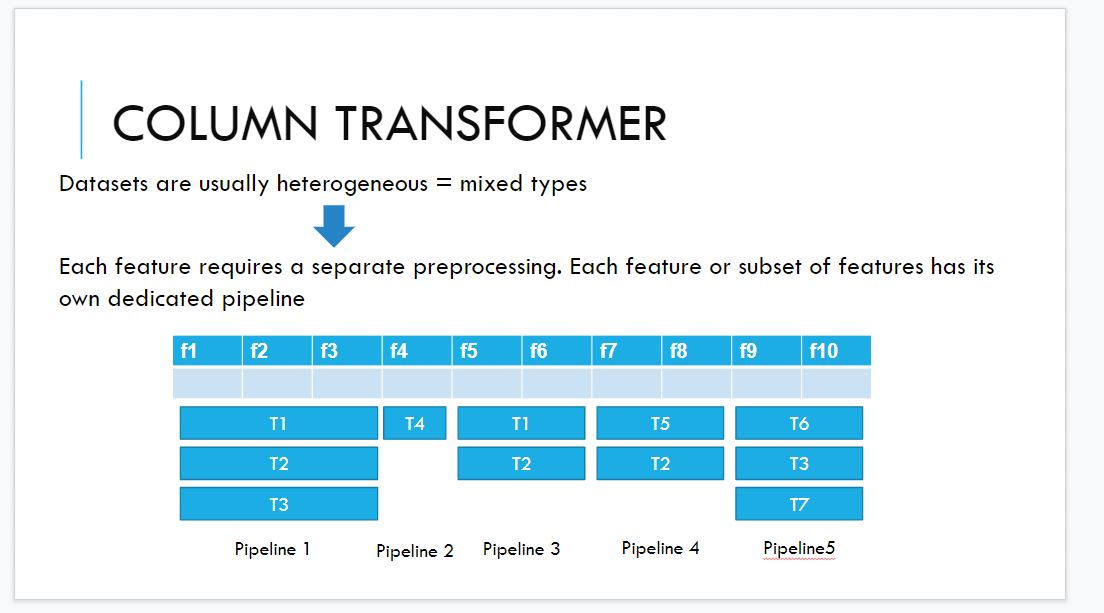 COLUMN TRANSFORMER
Datasets are usually heterogeneous = mixed types
Each feature requires a separate preprocessing. Each feature or subset of features has its
own dedicated pipeline
f1 f2 f3 f4 f5 f6 f7 f8 f9 f10
T1 T4 T1 T5 T6
T2 T2 T2 T3
T3 T7
Pipeline 1 Pipeline 2 Pipeline 3 Pipeline 4 Pipeline5